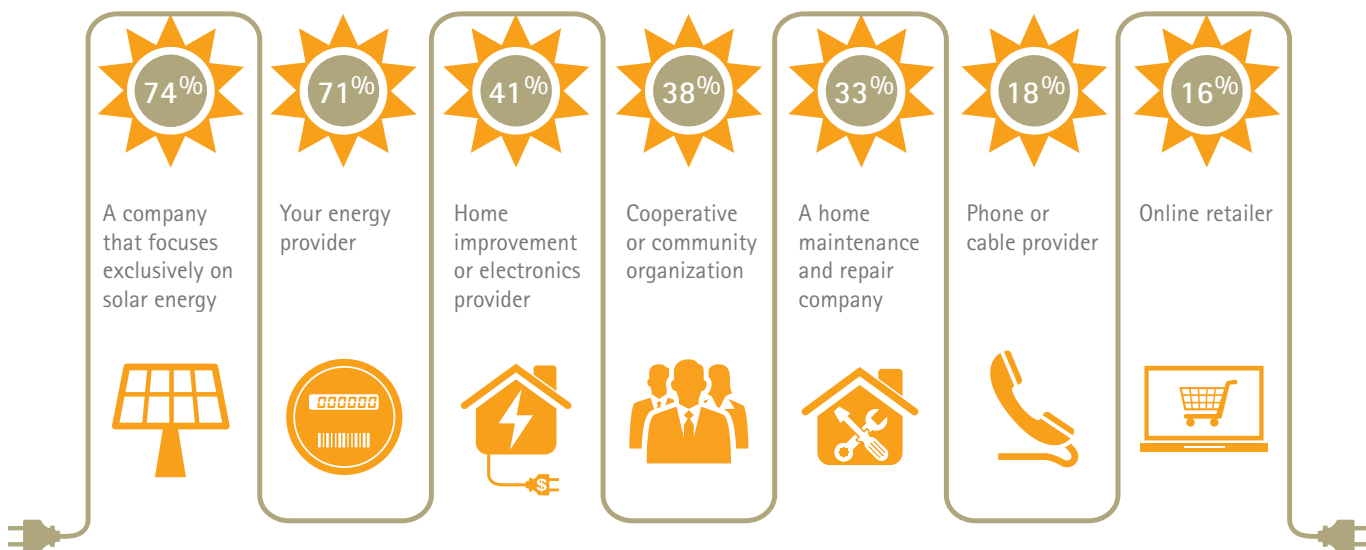 74%
71%
41%
38%
33%
18%
16%
A company
that focuses
exclusively on
solar energy
Your energy
provider
Home
improvement
or electronics
provider
Cooperative
or community
organization
A home
maintenance
and repair
company
Phone or
cable provider
Online retailer
000000
$